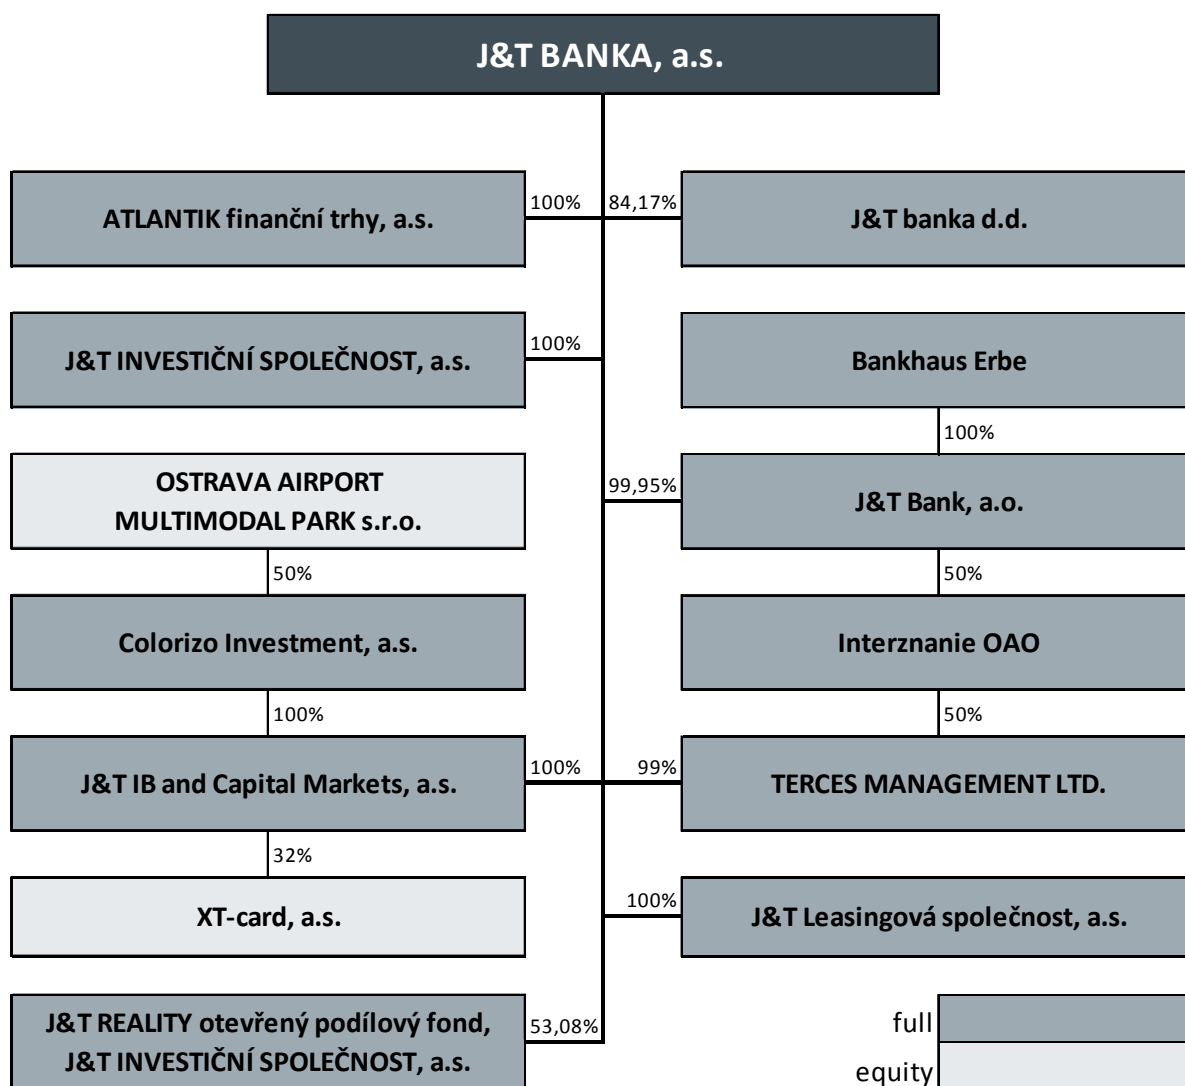 J&T BANKA, a.s.
ATLANTIK finanční trhy, a.s.
100%
84,17%
J&T banka d.d.
J&T INVESTIČNÍ SPOLEČNOST, a.s.
100%
Bankhaus Erbe
100%
OSTRAVA AIRPORT
MULTIMODAL PARK s.r.o.
99,95%
J&T Bank, a.o.
50%
50%
Colorizo Investment, a.s.
Interznanie OAO
100%
50%
J&T IB and Capital Markets, a.s.
100%
99%
TERCES MANAGEMENT LTD.
32%
XT-card, a.s.
100%
J&T Leasingová společnost, a.s.
J&T REALITY otevřený podílový fond,
J&T INVESTIČNÍ SPOLEČNOST, a.s.
53,08%
full
equity